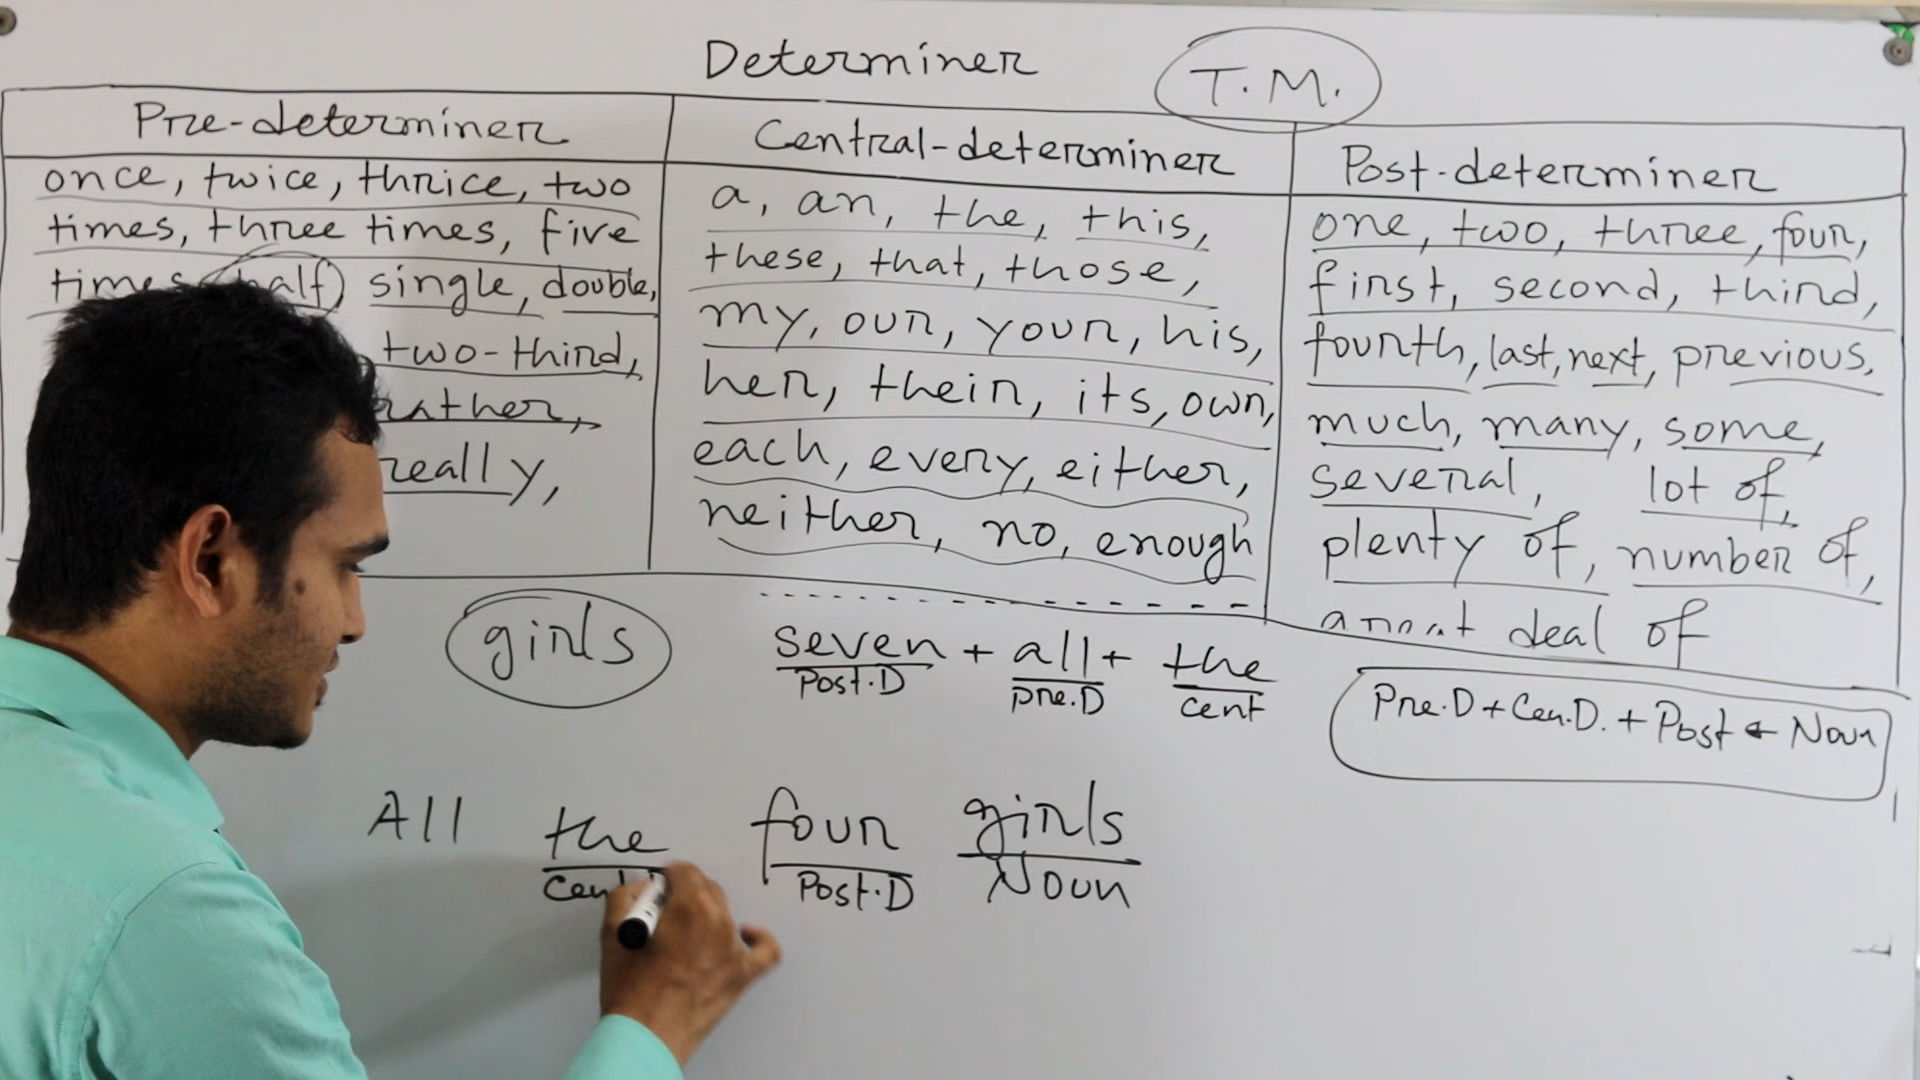 Determiner
T.M.
Pre-determiner
once, twice, thrice, two
times, three times, five
times half single, double,
two-third,
rather,
really,
Central-determiner
a, an, the, this,
these, that, those,
my, our, your, his,
her, their, its, own,
each, every, either,
neither, no, enough
Post-determiner
one, two, three, four,
first, second, third,
fourth, last, next, previous,
much, many, some,
several, lot of,
plenty of, number of,
deal of
girls
seven + all + the
Post.D pre.D cent
Pre.D + Cen.D. + Post + Noun
All the four girls
Post.D Noun